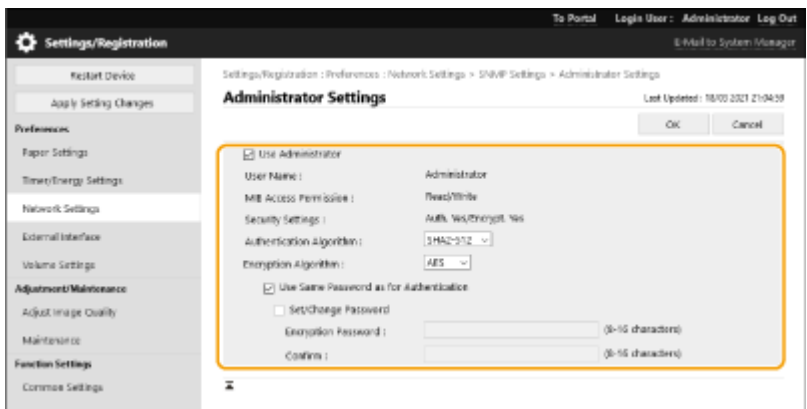 To Portal Login User : Administrator Log Out
Settings/Registration
E-Mail to System Manager
Restart Device
Apply Setting Changes
Preferences
Paper Settings
Timer/Energy Settings
Network Settings
External Interface
Volume Settings
Adjustment/Maintenance
Adjust Image Quality
Maintenance
Function Settings
Common Settings
Settings/Registration : Preferences : Network Settings > SNMP Settings > Administrator Settings
Administrator Settings
Last Updated : 18/03 2021 21:04:59
OK Cancel
Use Administrator
User Name : Administrator
MIB Access Permission : Read/Write
Security Settings : Auth. Yes/Encrypt. Yes
Authentication Algorithm : SHA2-512
Encryption Algorithm : AES
Use Same Password as for Authentication
Set/Change Password
Encryption Password : (8-16 characters)
Confirm : (8-16 characters)